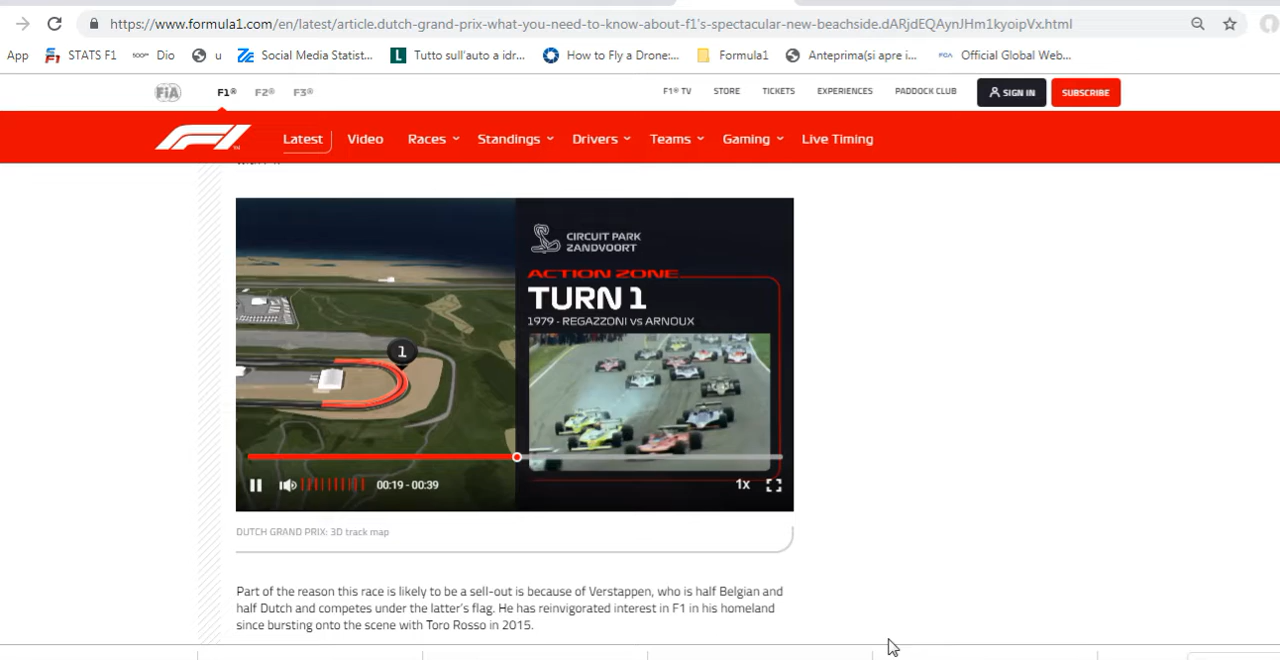 https://www.formula1.com/en/latest/article.dutch-grand-prix-what-you-need-to-know-about-f1's-spectacular-new-beachside.dARjdEQAynJHm1kyoipVx.html
App STATS F1 Dio u Social Media Statist... Tutto sull'auto a idr... How to Fly a Drone:... Formula1 Anteprima(si apre i... Official Global Web...
FIA F1® F2® F3® F1® TV STORE TICKETS EXPERIENCES PADDOCK CLUB SIGN IN SUBSCRIBE
Latest Video Races Standings Drivers Teams Gaming Live Timing
CIRCUIT PARK
ZANDVOORT
ACTION ZONE
TURN 1
1979 - REGAZZONI vs ARNOUX
1
00:19 - 00:39 1x
DUTCH GRAND PRIX: 3D track map
Part of the reason this race is likely to be a sell-out is because of Verstappen, who is half Belgian and
half Dutch and competes under the latter's flag. He has reinvigorated interest in F1 in his homeland
since bursting onto the scene with Toro Rosso in 2015.